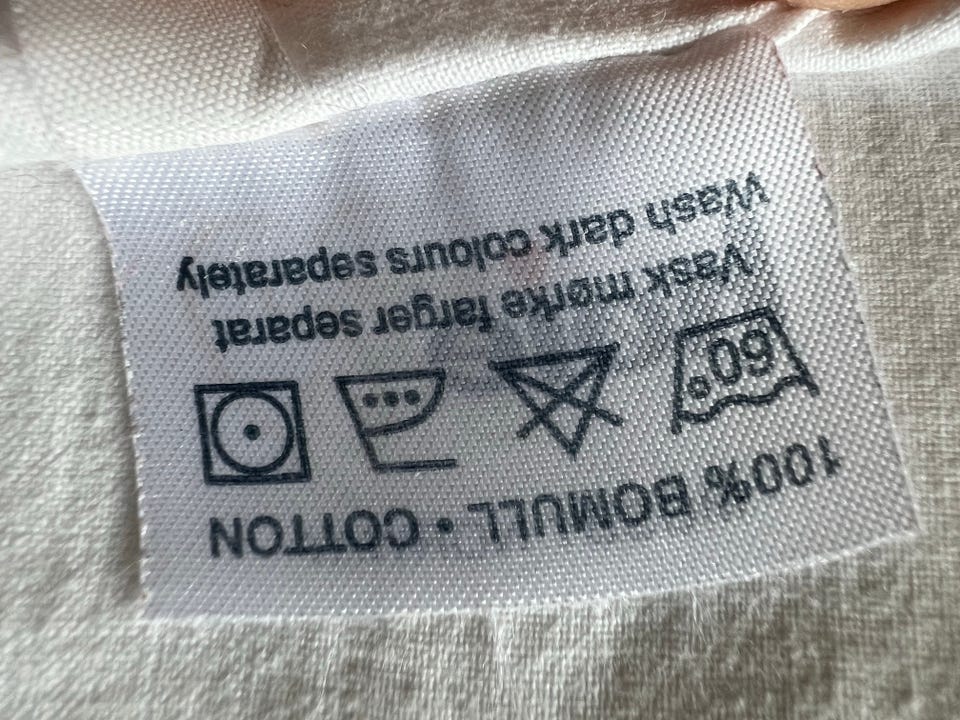 100% BOMULL • COTTON
60°
Vask mørke farger separat
Wash dark colours separately